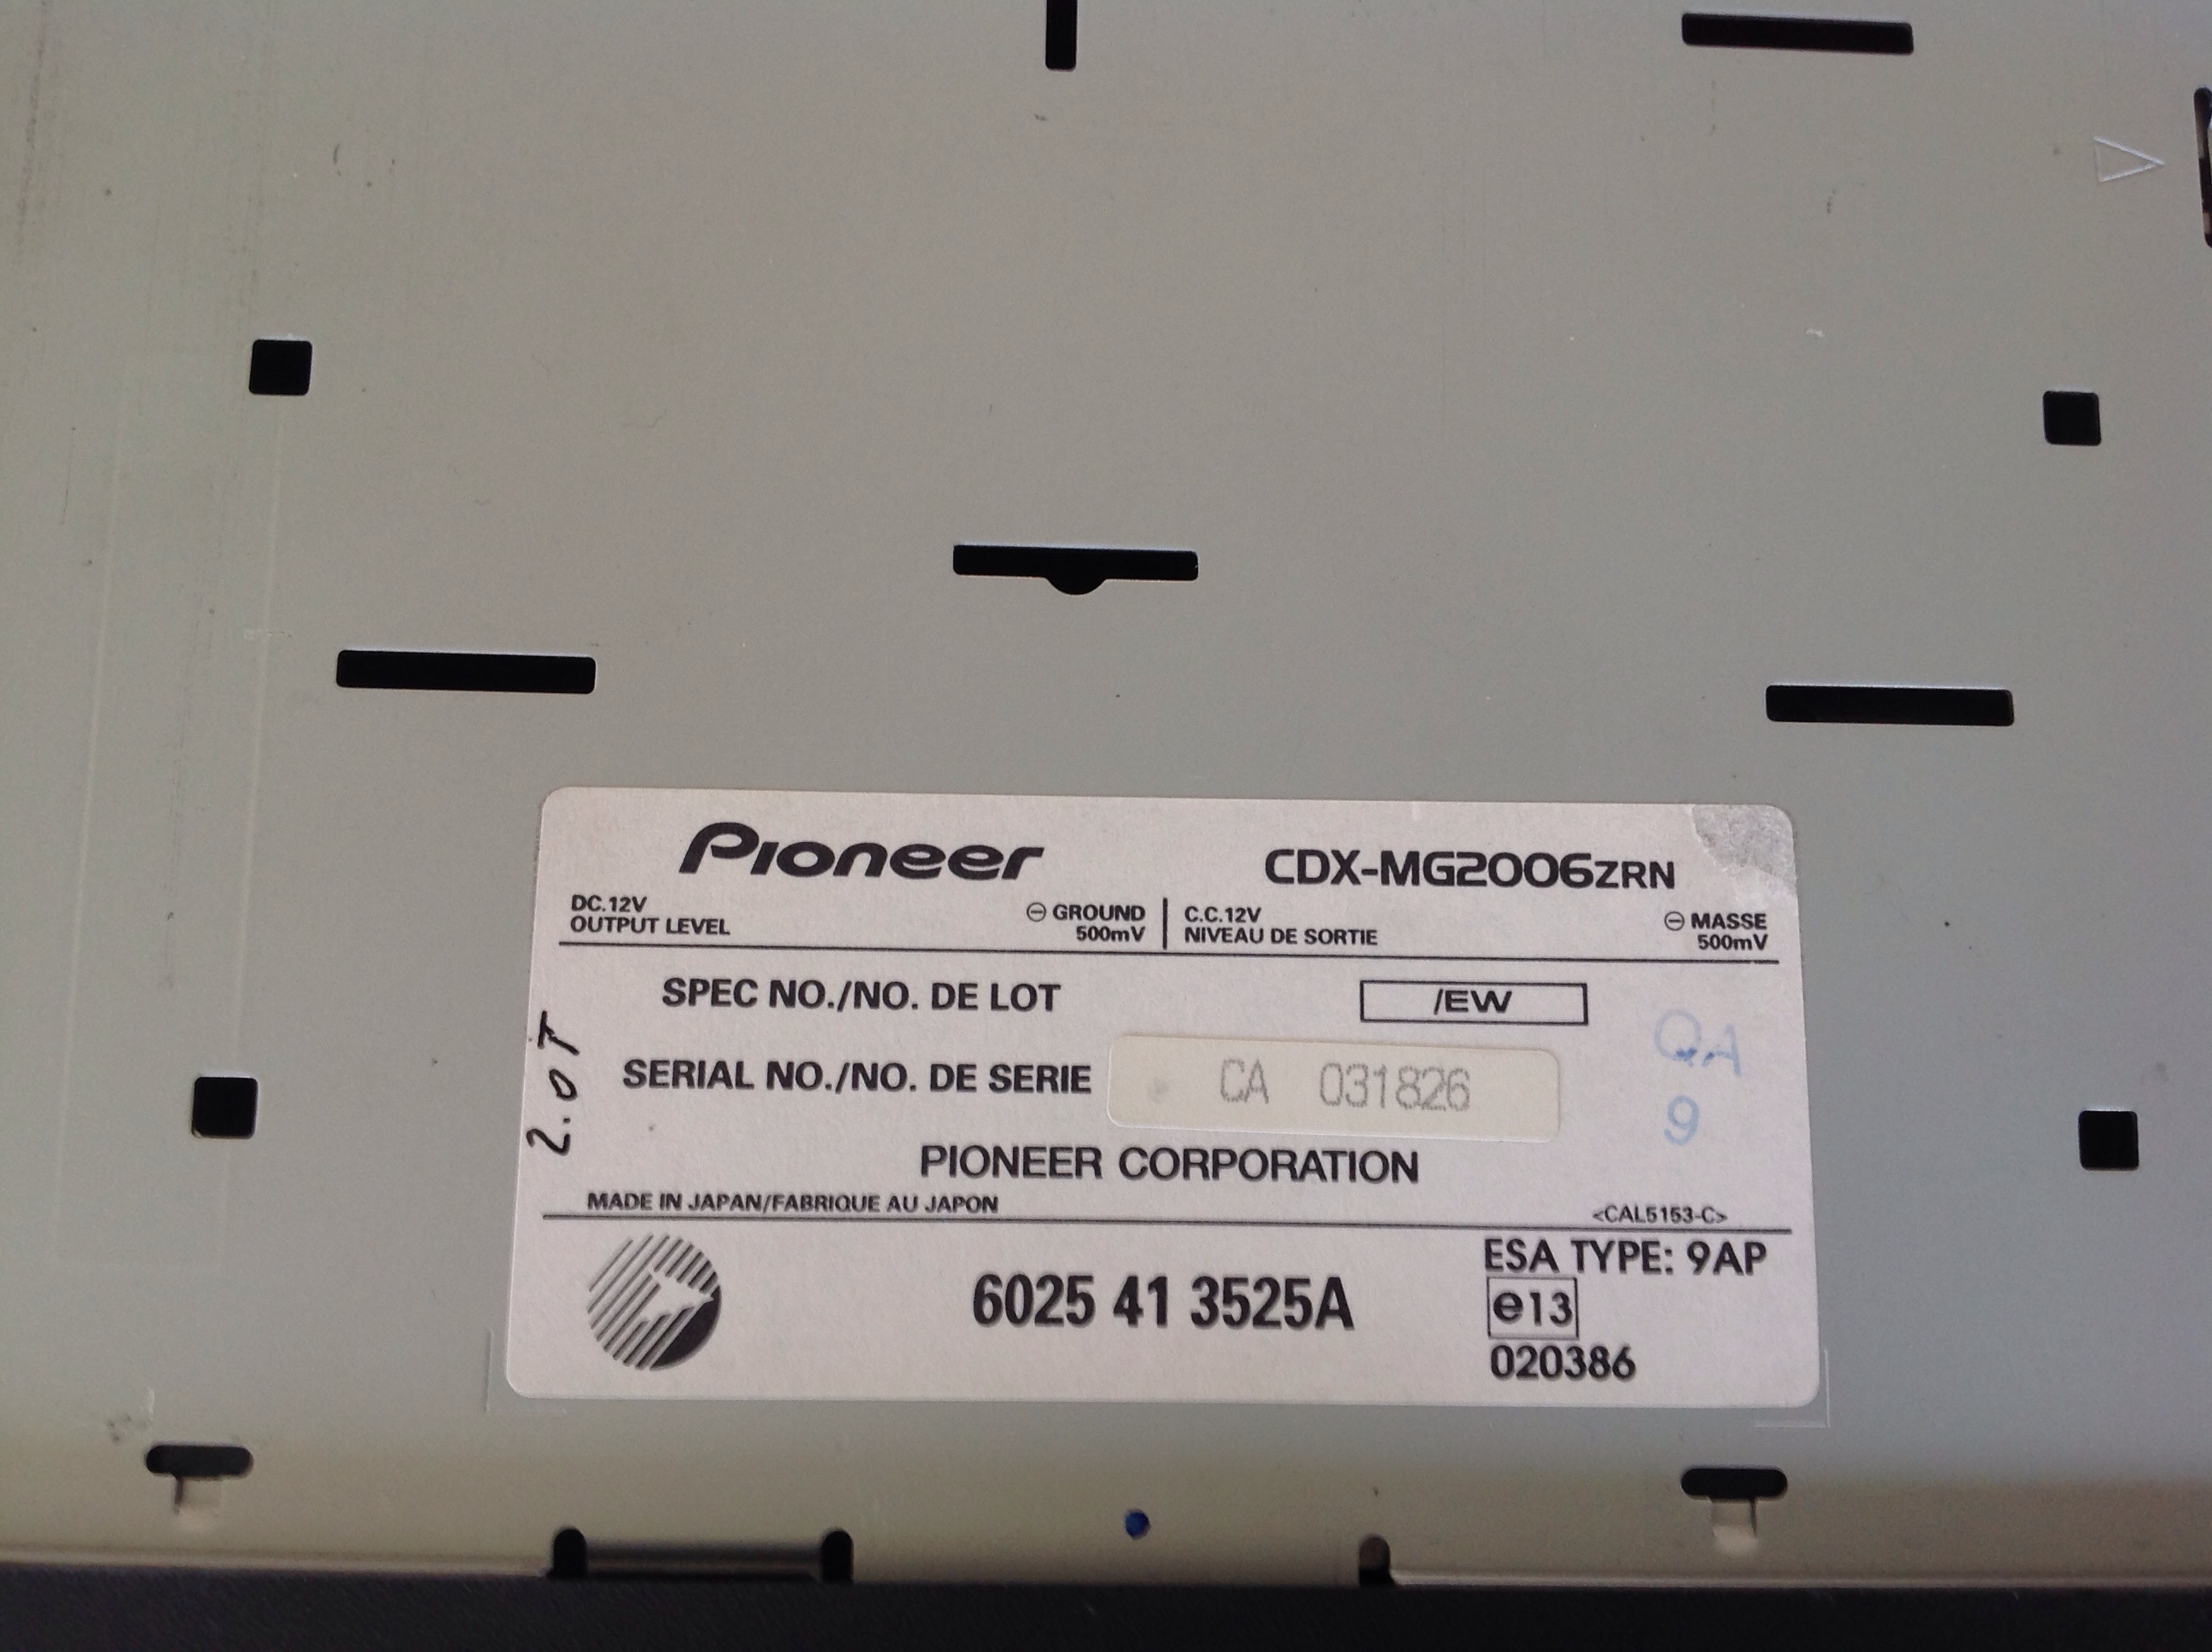 Pioneer CDX-MG2006ZRN
DC.12V ⊖ GROUND C.C.12V ⊖ MASSE
OUTPUT LEVEL 500mV NIVEAU DE SORTIE 500mV
SPEC NO./NO. DE LOT /EW
SERIAL NO./NO. DE SERIE CA 031826
QA
9
2.0T
PIONEER CORPORATION
MADE IN JAPAN/FABRIQUE AU JAPON <CAL5153-C>
6025 41 3525A
ESA TYPE: 9AP
e13
020386